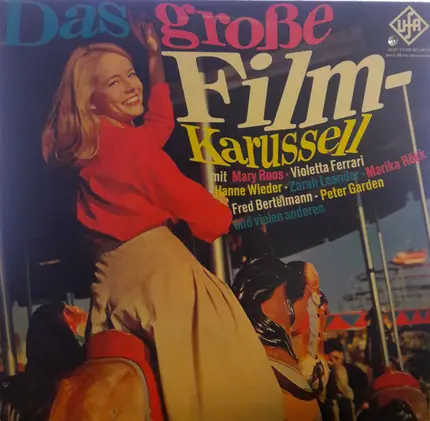 Das große
UFA
Film-
Karussell
mit Mary Roos · Violetta Ferrari
Hanne Wieder · Zarah Leander · Marika Rökk
Fred Bertelmann · Peter Garden
und vielen anderen